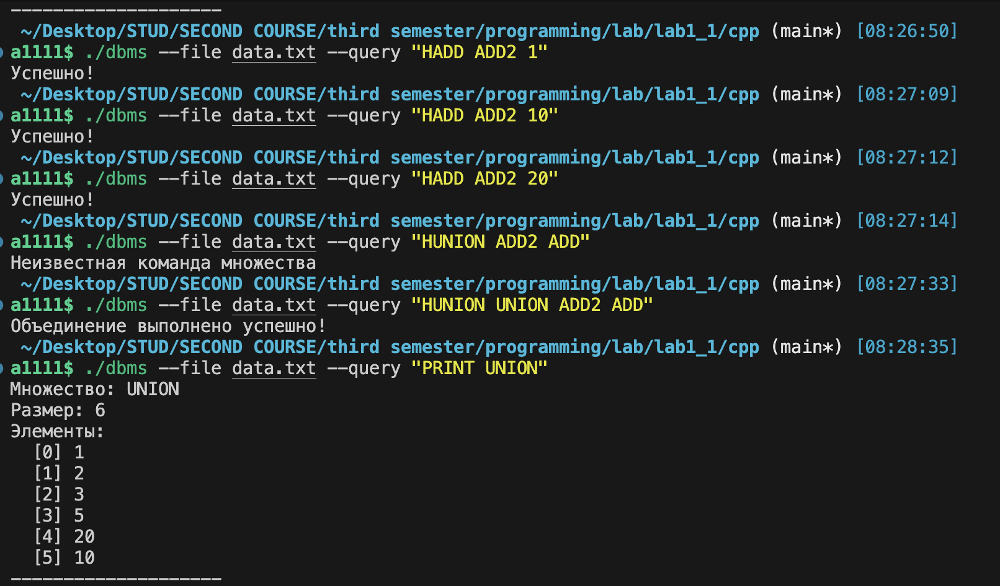 --------------------
~/Desktop/STUD/SECOND COURSE/third semester/programming/lab/lab1_1/cpp (main*) [08:26:50]
a1111$ ./dbms --file data.txt --query "HADD ADD2 1"
Успешно!
~/Desktop/STUD/SECOND COURSE/third semester/programming/lab/lab1_1/cpp (main*) [08:27:09]
a1111$ ./dbms --file data.txt --query "HADD ADD2 10"
Успешно!
~/Desktop/STUD/SECOND COURSE/third semester/programming/lab/lab1_1/cpp (main*) [08:27:12]
a1111$ ./dbms --file data.txt --query "HADD ADD2 20"
Успешно!
~/Desktop/STUD/SECOND COURSE/third semester/programming/lab/lab1_1/cpp (main*) [08:27:14]
a1111$ ./dbms --file data.txt --query "HUNION ADD2 ADD"
Неизвестная команда множества
~/Desktop/STUD/SECOND COURSE/third semester/programming/lab/lab1_1/cpp (main*) [08:27:33]
a1111$ ./dbms --file data.txt --query "HUNION UNION ADD2 ADD"
Объединение выполнено успешно!
~/Desktop/STUD/SECOND COURSE/third semester/programming/lab/lab1_1/cpp (main*) [08:28:35]
a1111$ ./dbms --file data.txt --query "PRINT UNION"
Множество: UNION
Размер: 6
Элементы:
[0] 1
[1] 2
[2] 3
[3] 5
[4] 20
[5] 10
--------------------